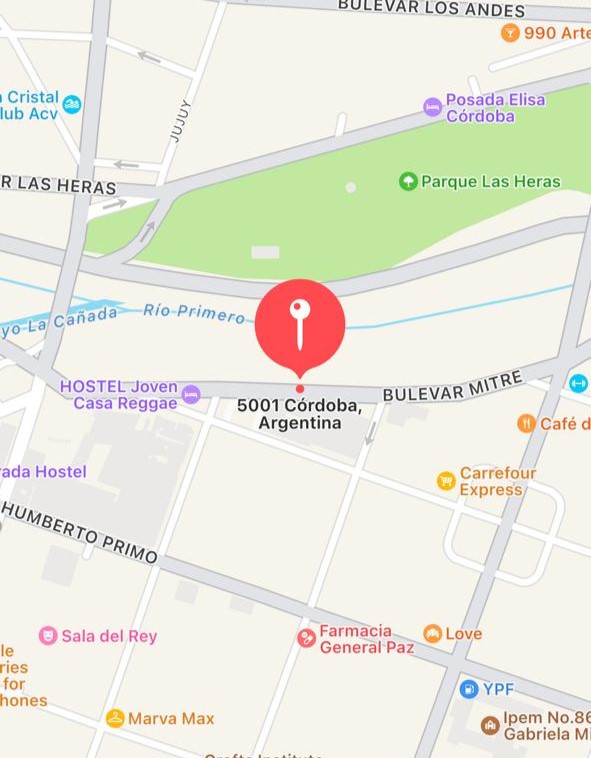 BULEVAR LOS ANDES
990 Arte
Cristal
lub Acv
Posada Elisa
Córdoba
JUJUY
Parque Las Heras
R LAS HERAS
yo La Cañada
Río Primero
HOSTEL Joven
Casa Reggae
5001 Córdoba,
Argentina
BULEVAR MITRE
Café d
rada Hostel
Carrefour
Express
HUMBERTO PRIMO
Sala del Rey
Farmacia
General Paz
Love
le
ries
for
hones
YPF
Marva Max
Ipem No.86
Gabriela Mi